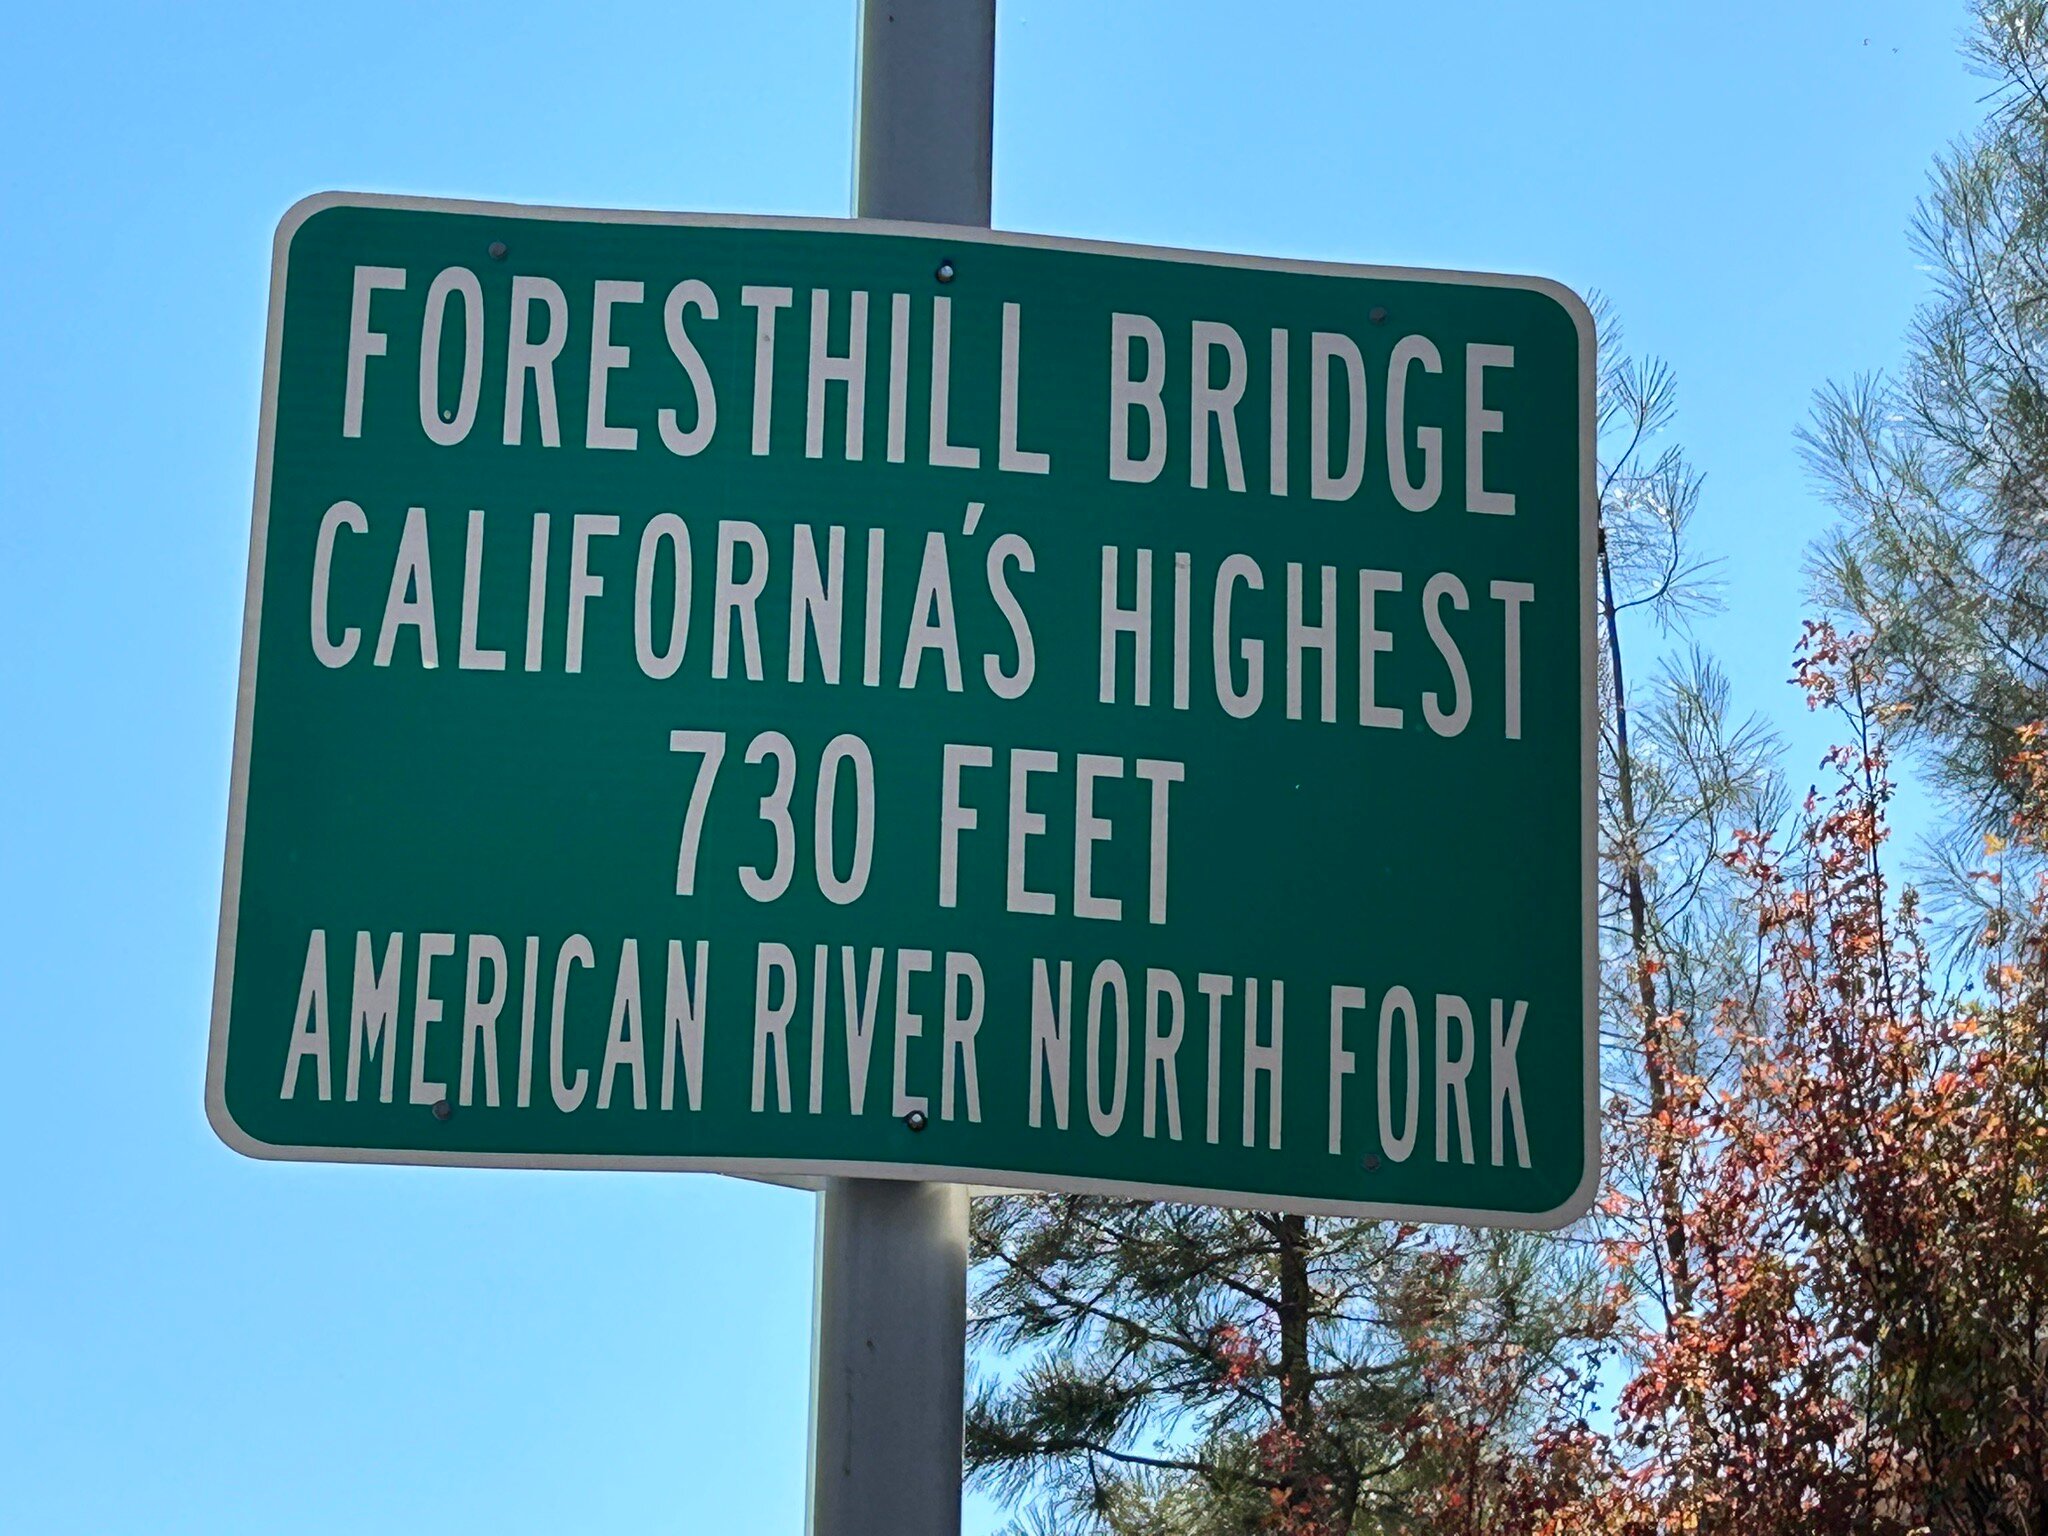 FORESTHILL BRIDGE
CALIFORNIA'S HIGHEST
730 FEET
AMERICAN RIVER NORTH FORK